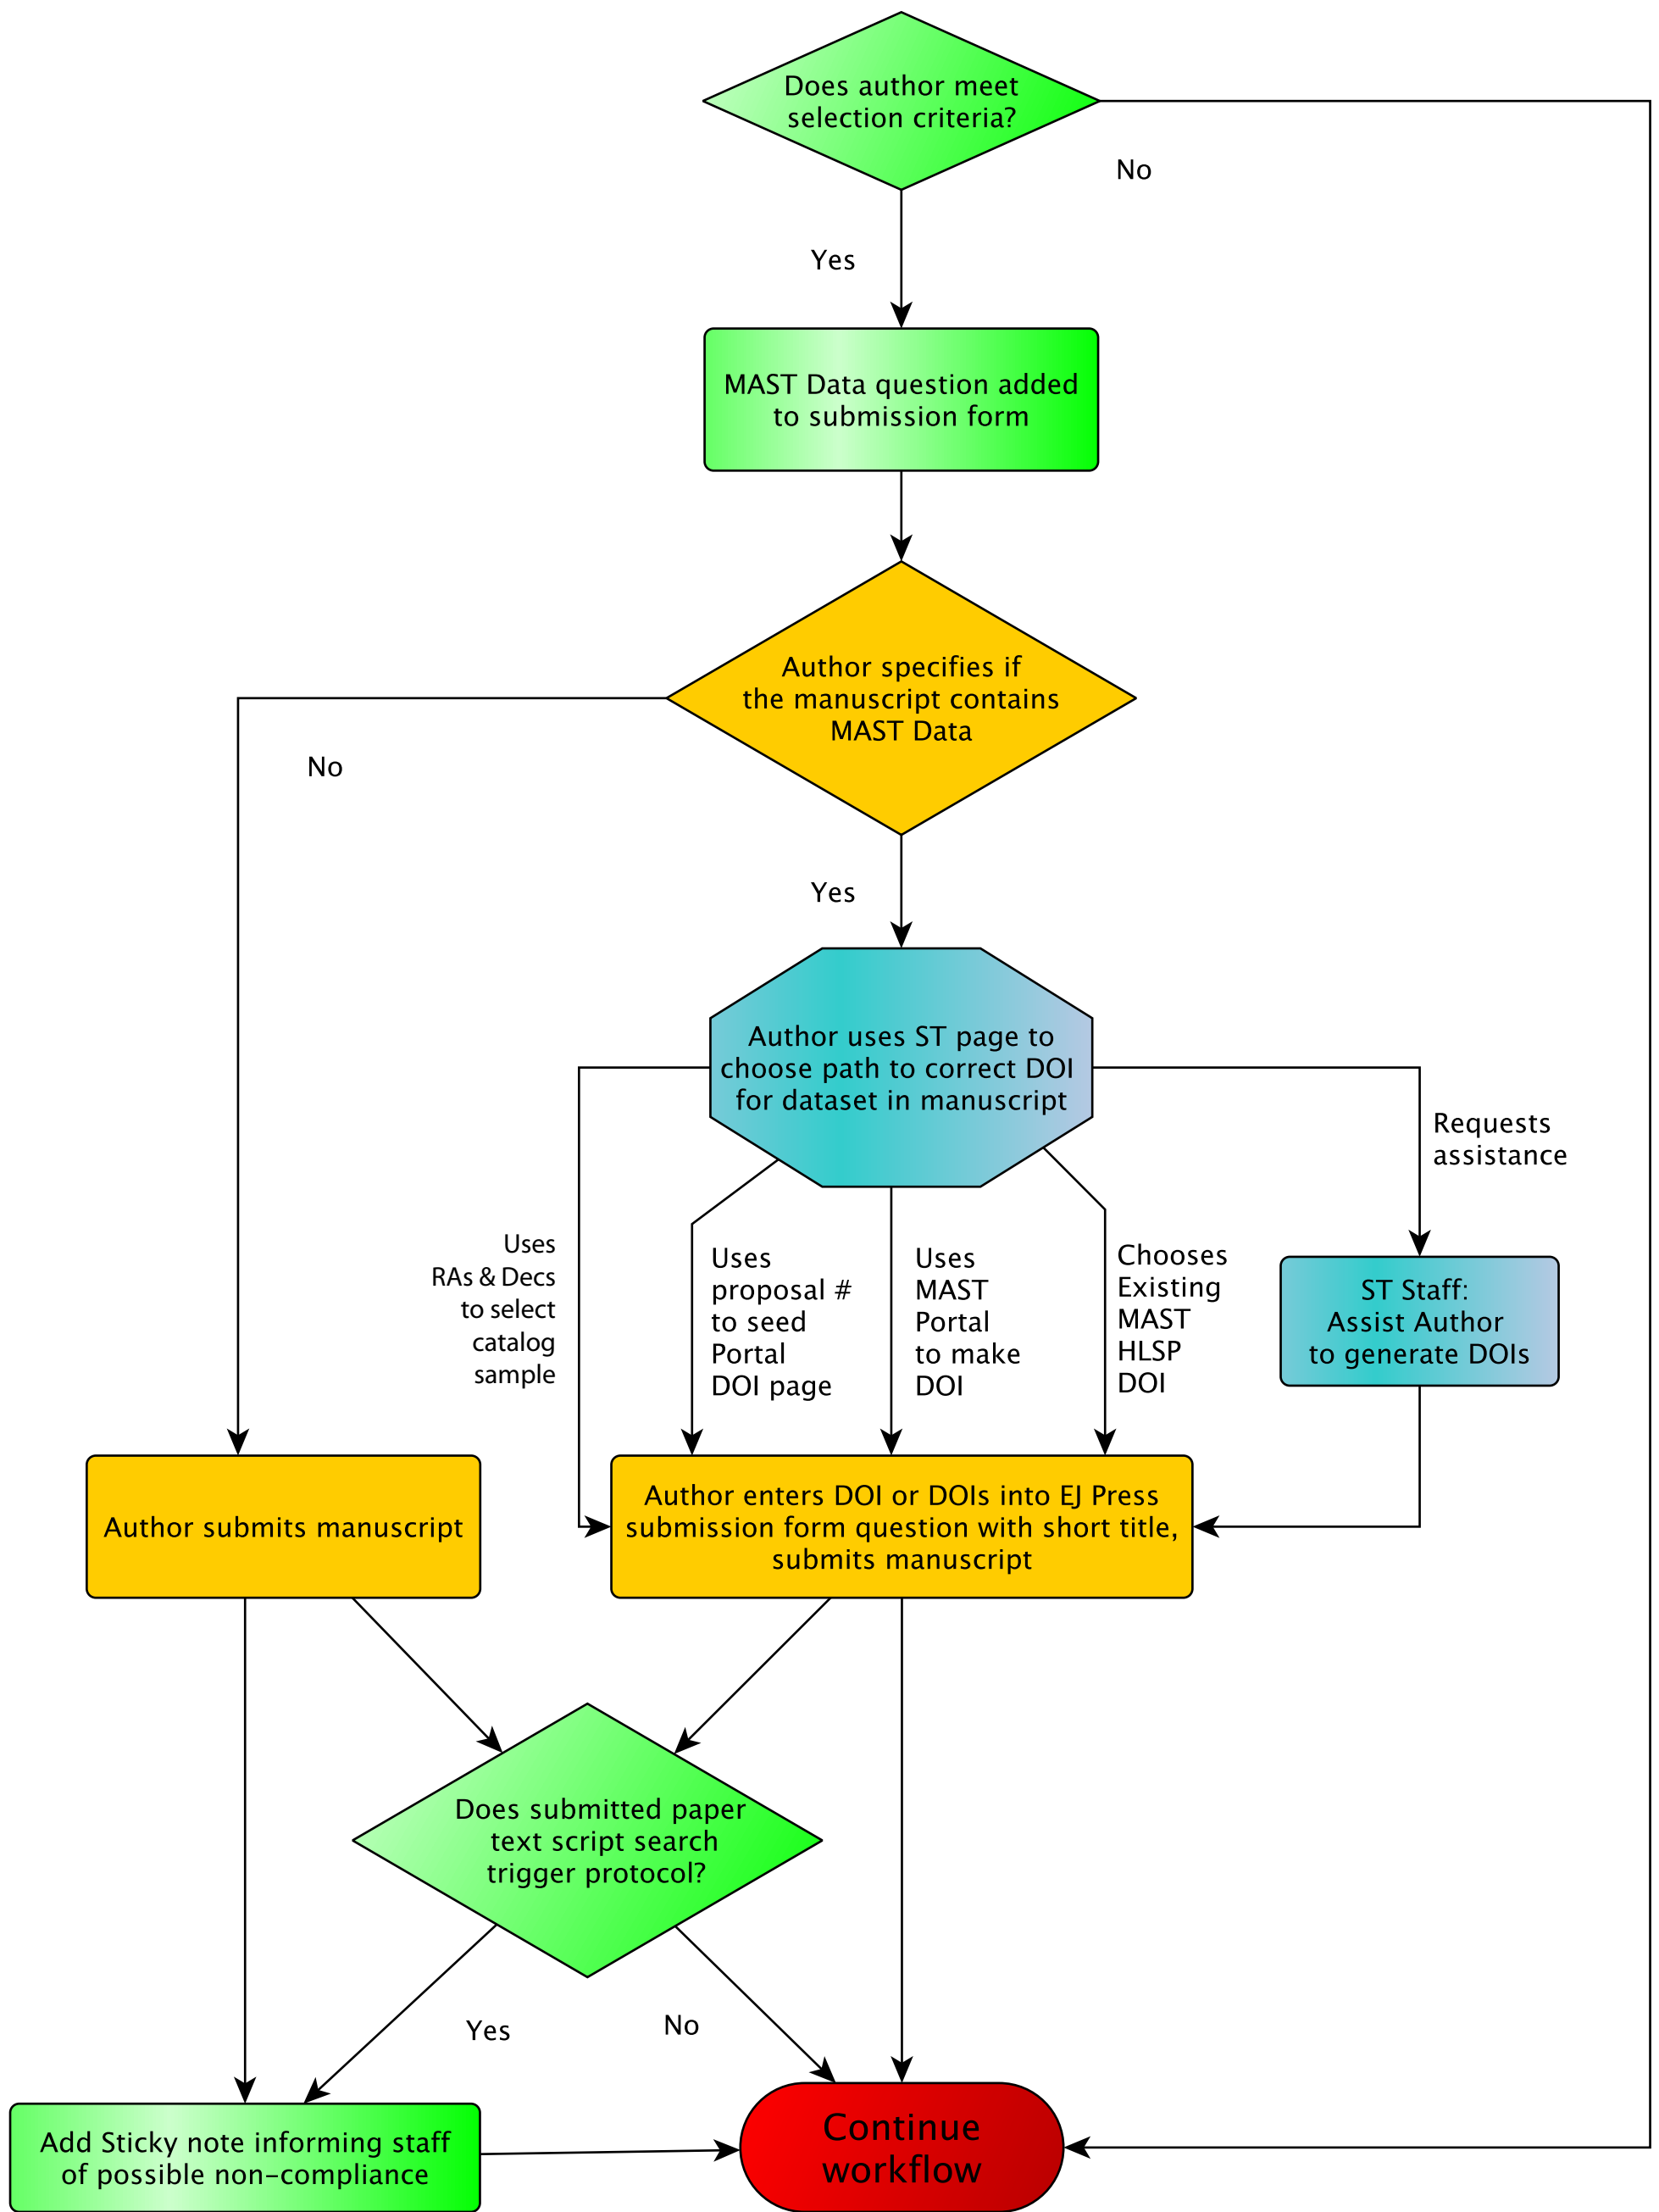 Does author meet
selection criteria?
No
Yes
MAST Data question added
to submission form
Author specifies if
the manuscript contains
MAST Data
No
Yes
Author uses ST page to
choose path to correct DOI
for dataset in manuscript
Requests
assistance
Uses
RAs & Decs
to select
catalog
sample
Uses
proposal #
to seed
Portal
DOI page
Uses
MAST
Portal
to make
DOI
Chooses
Existing
MAST
HLSP
DOI
ST Staff:
Assist Author
to generate DOIs
Author submits manuscript
Author enters DOI or DOIs into EJ Press
submission form question with short title,
submits manuscript
Does submitted paper
text script search
trigger protocol?
Yes
No
Add Sticky note informing staff
of possible non-compliance
Continue
workflow